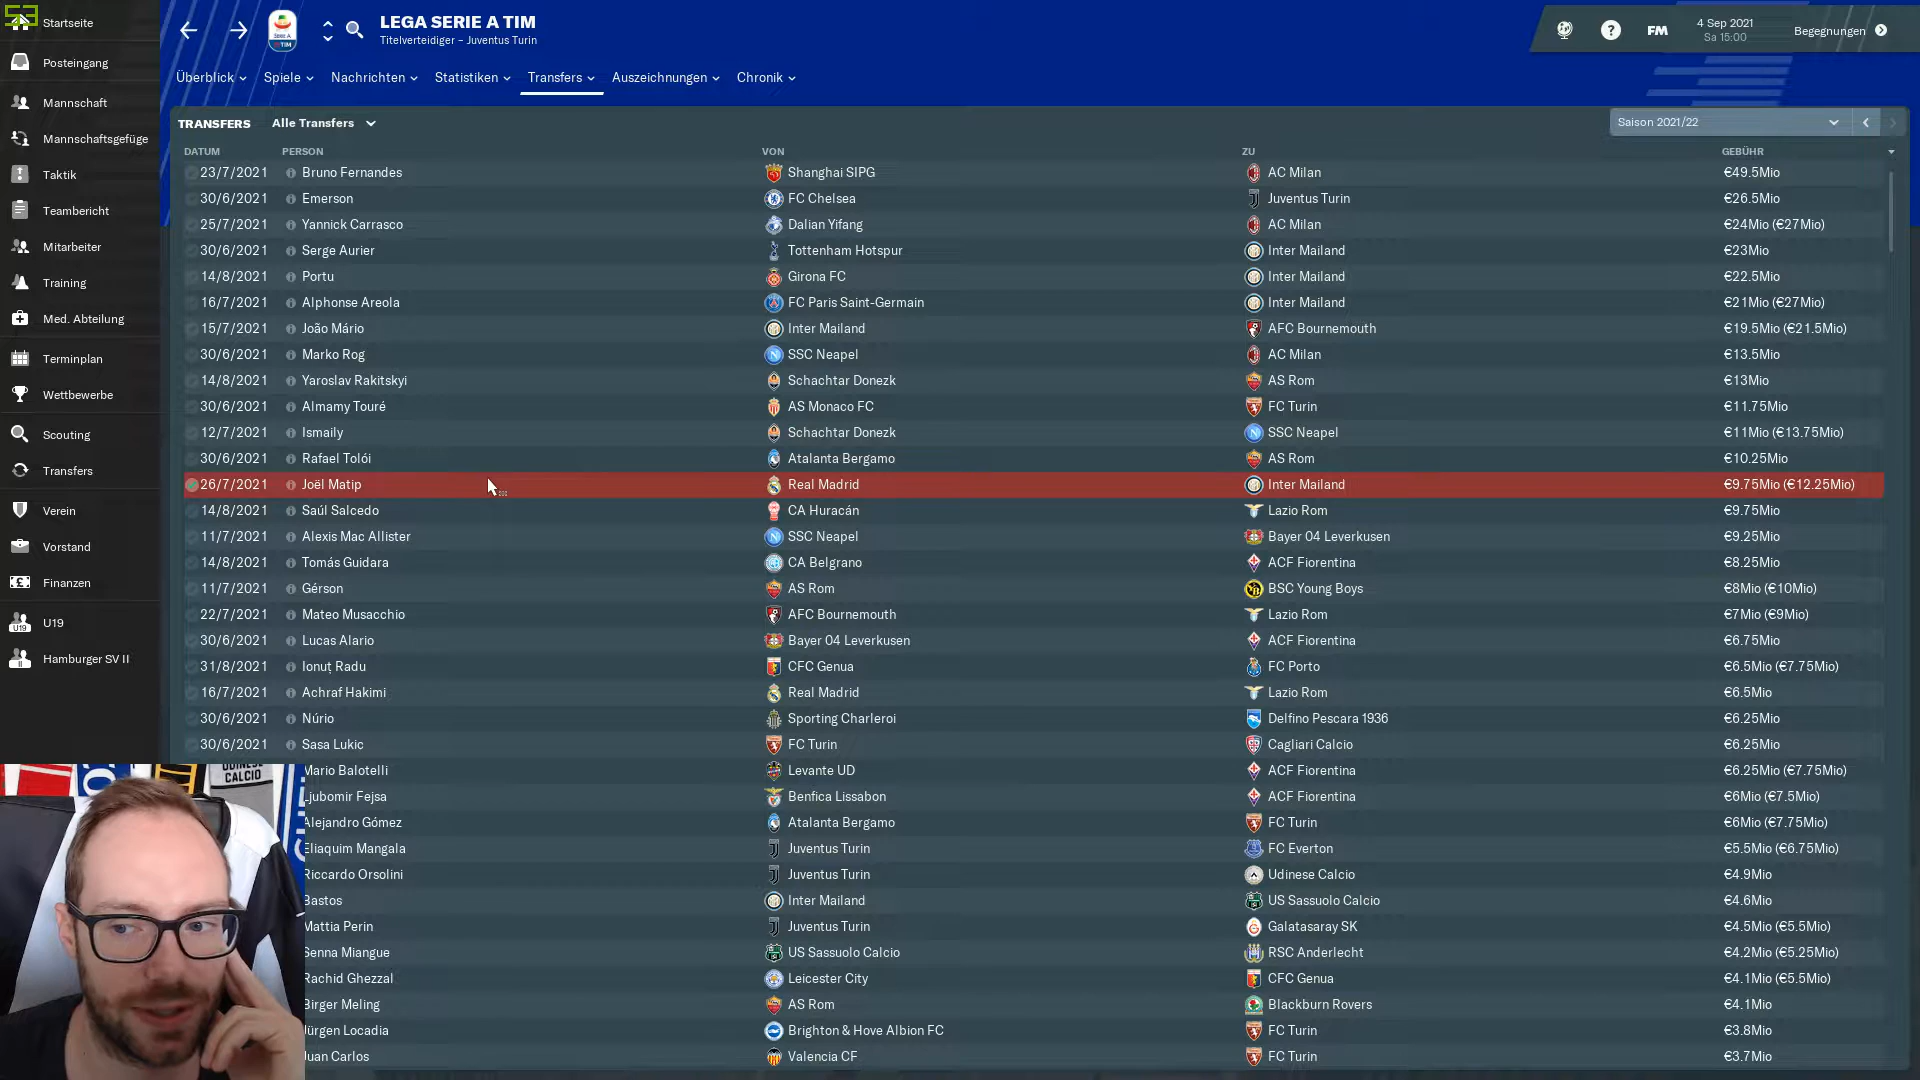 53
Startseite
LEGA SERIE A TIM
Titelverteidiger – Juventus Turin
FM
4 Sep 2021
Sa 15:00
Begegnungen
Posteingang
Überblick Spiele Nachrichten Statistiken Transfers Auszeichnungen Chronik
Mannschaft
Mannschaftsgefüge
Taktik
Teambericht
Mitarbeiter
Training
Med. Abteilung
Terminplan
Wettbewerbe
Scouting
Transfers
Verein
Vorstand
Finanzen
U19
Hamburger SV II
TRANSFERS Alle Transfers Saison 2021/22
DATUM PERSON VON ZU GEBÜHR
23/7/2021 Bruno Fernandes Shanghai SIPG AC Milan €49.5Mio
30/6/2021 Emerson FC Chelsea Juventus Turin €26.5Mio
25/7/2021 Yannick Carrasco Dalian Yifang AC Milan €24Mio (€27Mio)
30/6/2021 Serge Aurier Tottenham Hotspur Inter Mailand €23Mio
14/8/2021 Portu Girona FC Inter Mailand €22.5Mio
16/7/2021 Alphonse Areola FC Paris Saint-Germain Inter Mailand €21Mio (€27Mio)
15/7/2021 João Mário Inter Mailand AFC Bournemouth €19.5Mio (€21.5Mio)
30/6/2021 Marko Rog SSC Neapel AC Milan €13.5Mio
14/8/2021 Yaroslav Rakitskyi Schachtar Donezk AS Rom €13Mio
30/6/2021 Almamy Touré AS Monaco FC FC Turin €11.75Mio
12/7/2021 Ismaily Schachtar Donezk SSC Neapel €11Mio (€13.75Mio)
30/6/2021 Rafael Tolói Atalanta Bergamo AS Rom €10.25Mio
26/7/2021 Joël Matip Real Madrid Inter Mailand €9.75Mio (€12.25Mio)
14/8/2021 Saúl Salcedo CA Huracán Lazio Rom €9.75Mio
11/7/2021 Alexis Mac Allister SSC Neapel Bayer 04 Leverkusen €9.25Mio
14/8/2021 Tomás Guidara CA Belgrano ACF Fiorentina €8.25Mio
11/7/2021 Gérson AS Rom BSC Young Boys €8Mio (€10Mio)
22/7/2021 Mateo Musacchio AFC Bournemouth Lazio Rom €7Mio (€9Mio)
30/6/2021 Lucas Alario Bayer 04 Leverkusen ACF Fiorentina €6.75Mio
31/8/2021 Ionuț Radu CFC Genua FC Porto €6.5Mio (€7.75Mio)
16/7/2021 Achraf Hakimi Real Madrid Lazio Rom €6.5Mio
30/6/2021 Núrio Sporting Charleroi Delfino Pescara 1936 €6.25Mio
30/6/2021 Sasa Lukic FC Turin Cagliari Calcio €6.25Mio
Mario Balotelli Levante UD ACF Fiorentina €6.25Mio (€7.75Mio)
Ljubomir Fejsa Benfica Lissabon ACF Fiorentina €6Mio (€7.5Mio)
Alejandro Gómez Atalanta Bergamo FC Turin €6Mio (€7.75Mio)
Eliaquim Mangala Juventus Turin FC Everton €5.5Mio (€6.75Mio)
Riccardo Orsolini Juventus Turin Udinese Calcio €4.9Mio
Bastos Inter Mailand US Sassuolo Calcio €4.6Mio
Mattia Perin Juventus Turin Galatasaray SK €4.5Mio (€5.5Mio)
Senna Miangue US Sassuolo Calcio RSC Anderlecht €4.2Mio (€5.25Mio)
Rachid Ghezzal Leicester City CFC Genua €4.1Mio (€5.5Mio)
Birger Meling AS Rom Blackburn Rovers €4.1Mio
Jürgen Locadia Brighton & Hove Albion FC FC Turin €3.8Mio
Juan Carlos Valencia CF FC Turin €3.7Mio
CALCIO